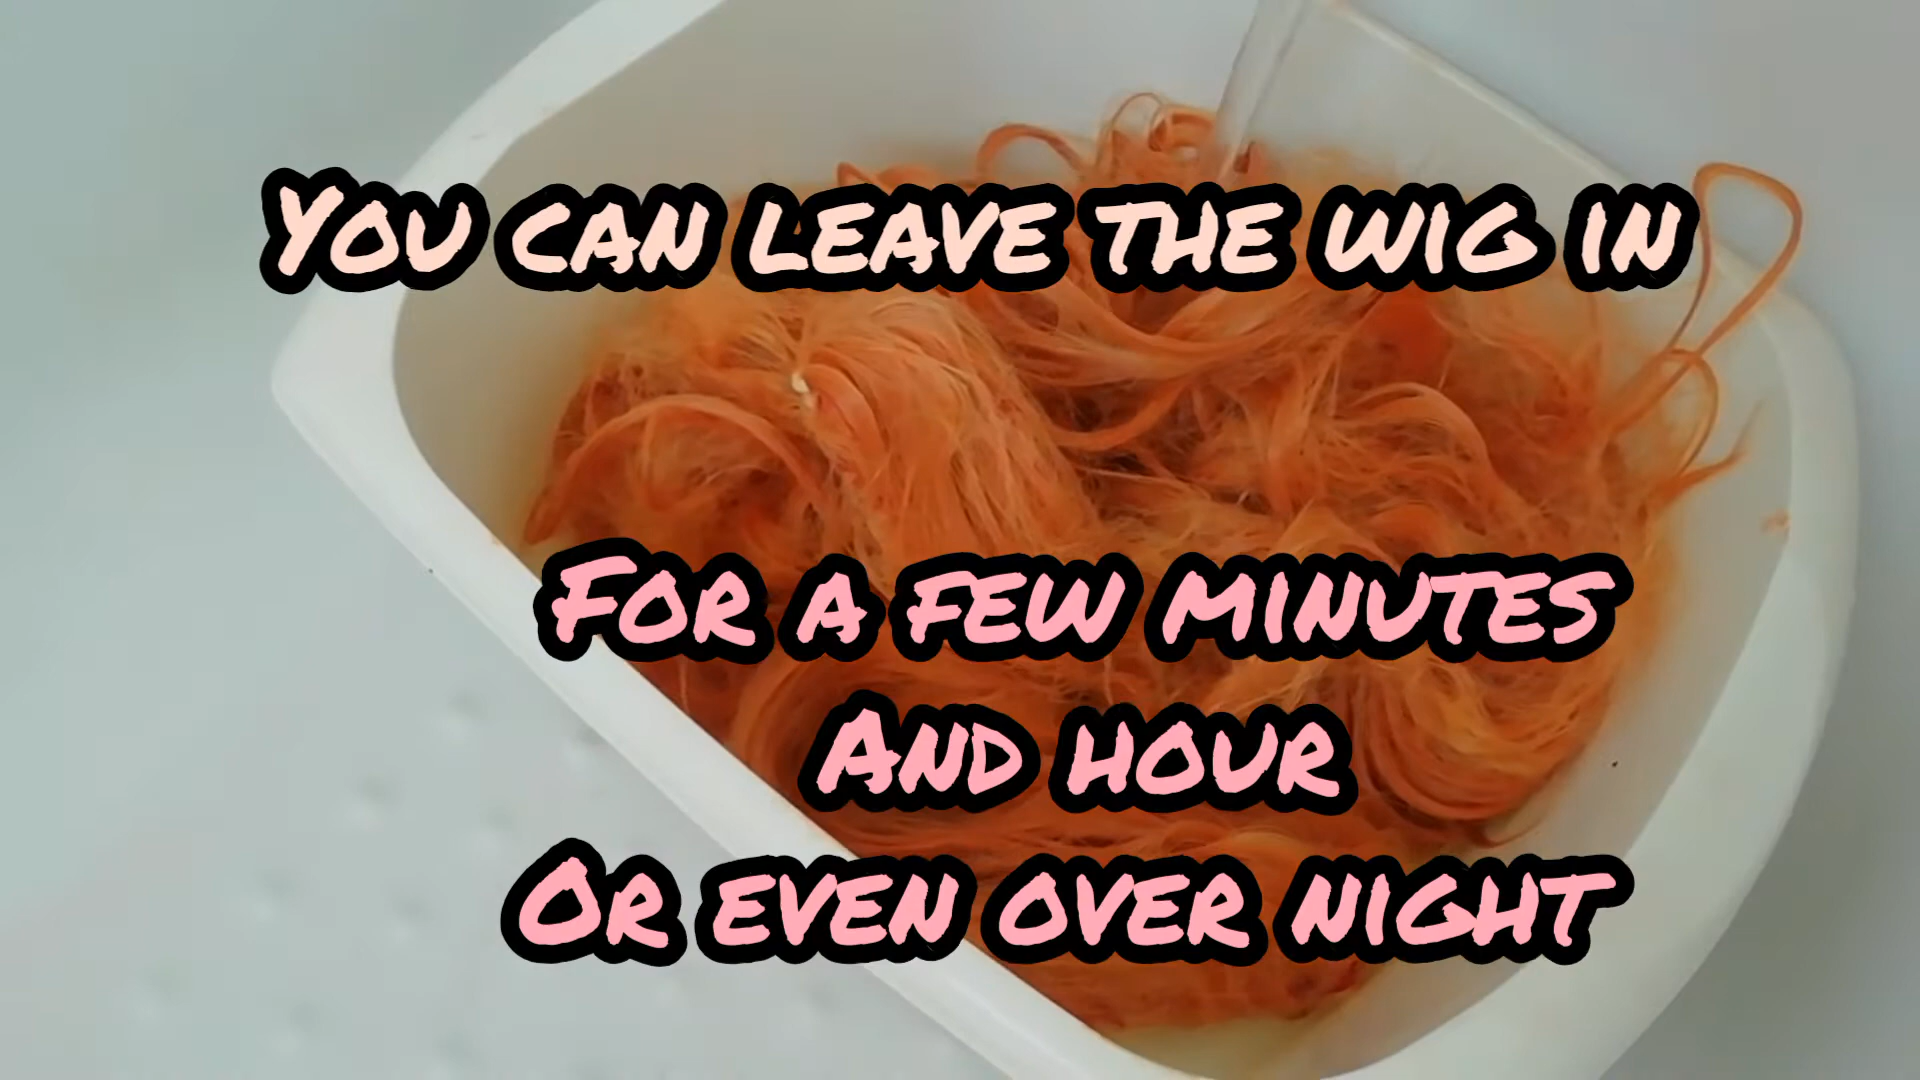 You can leave the wig in
For a few minutes
And hour
Or even over night